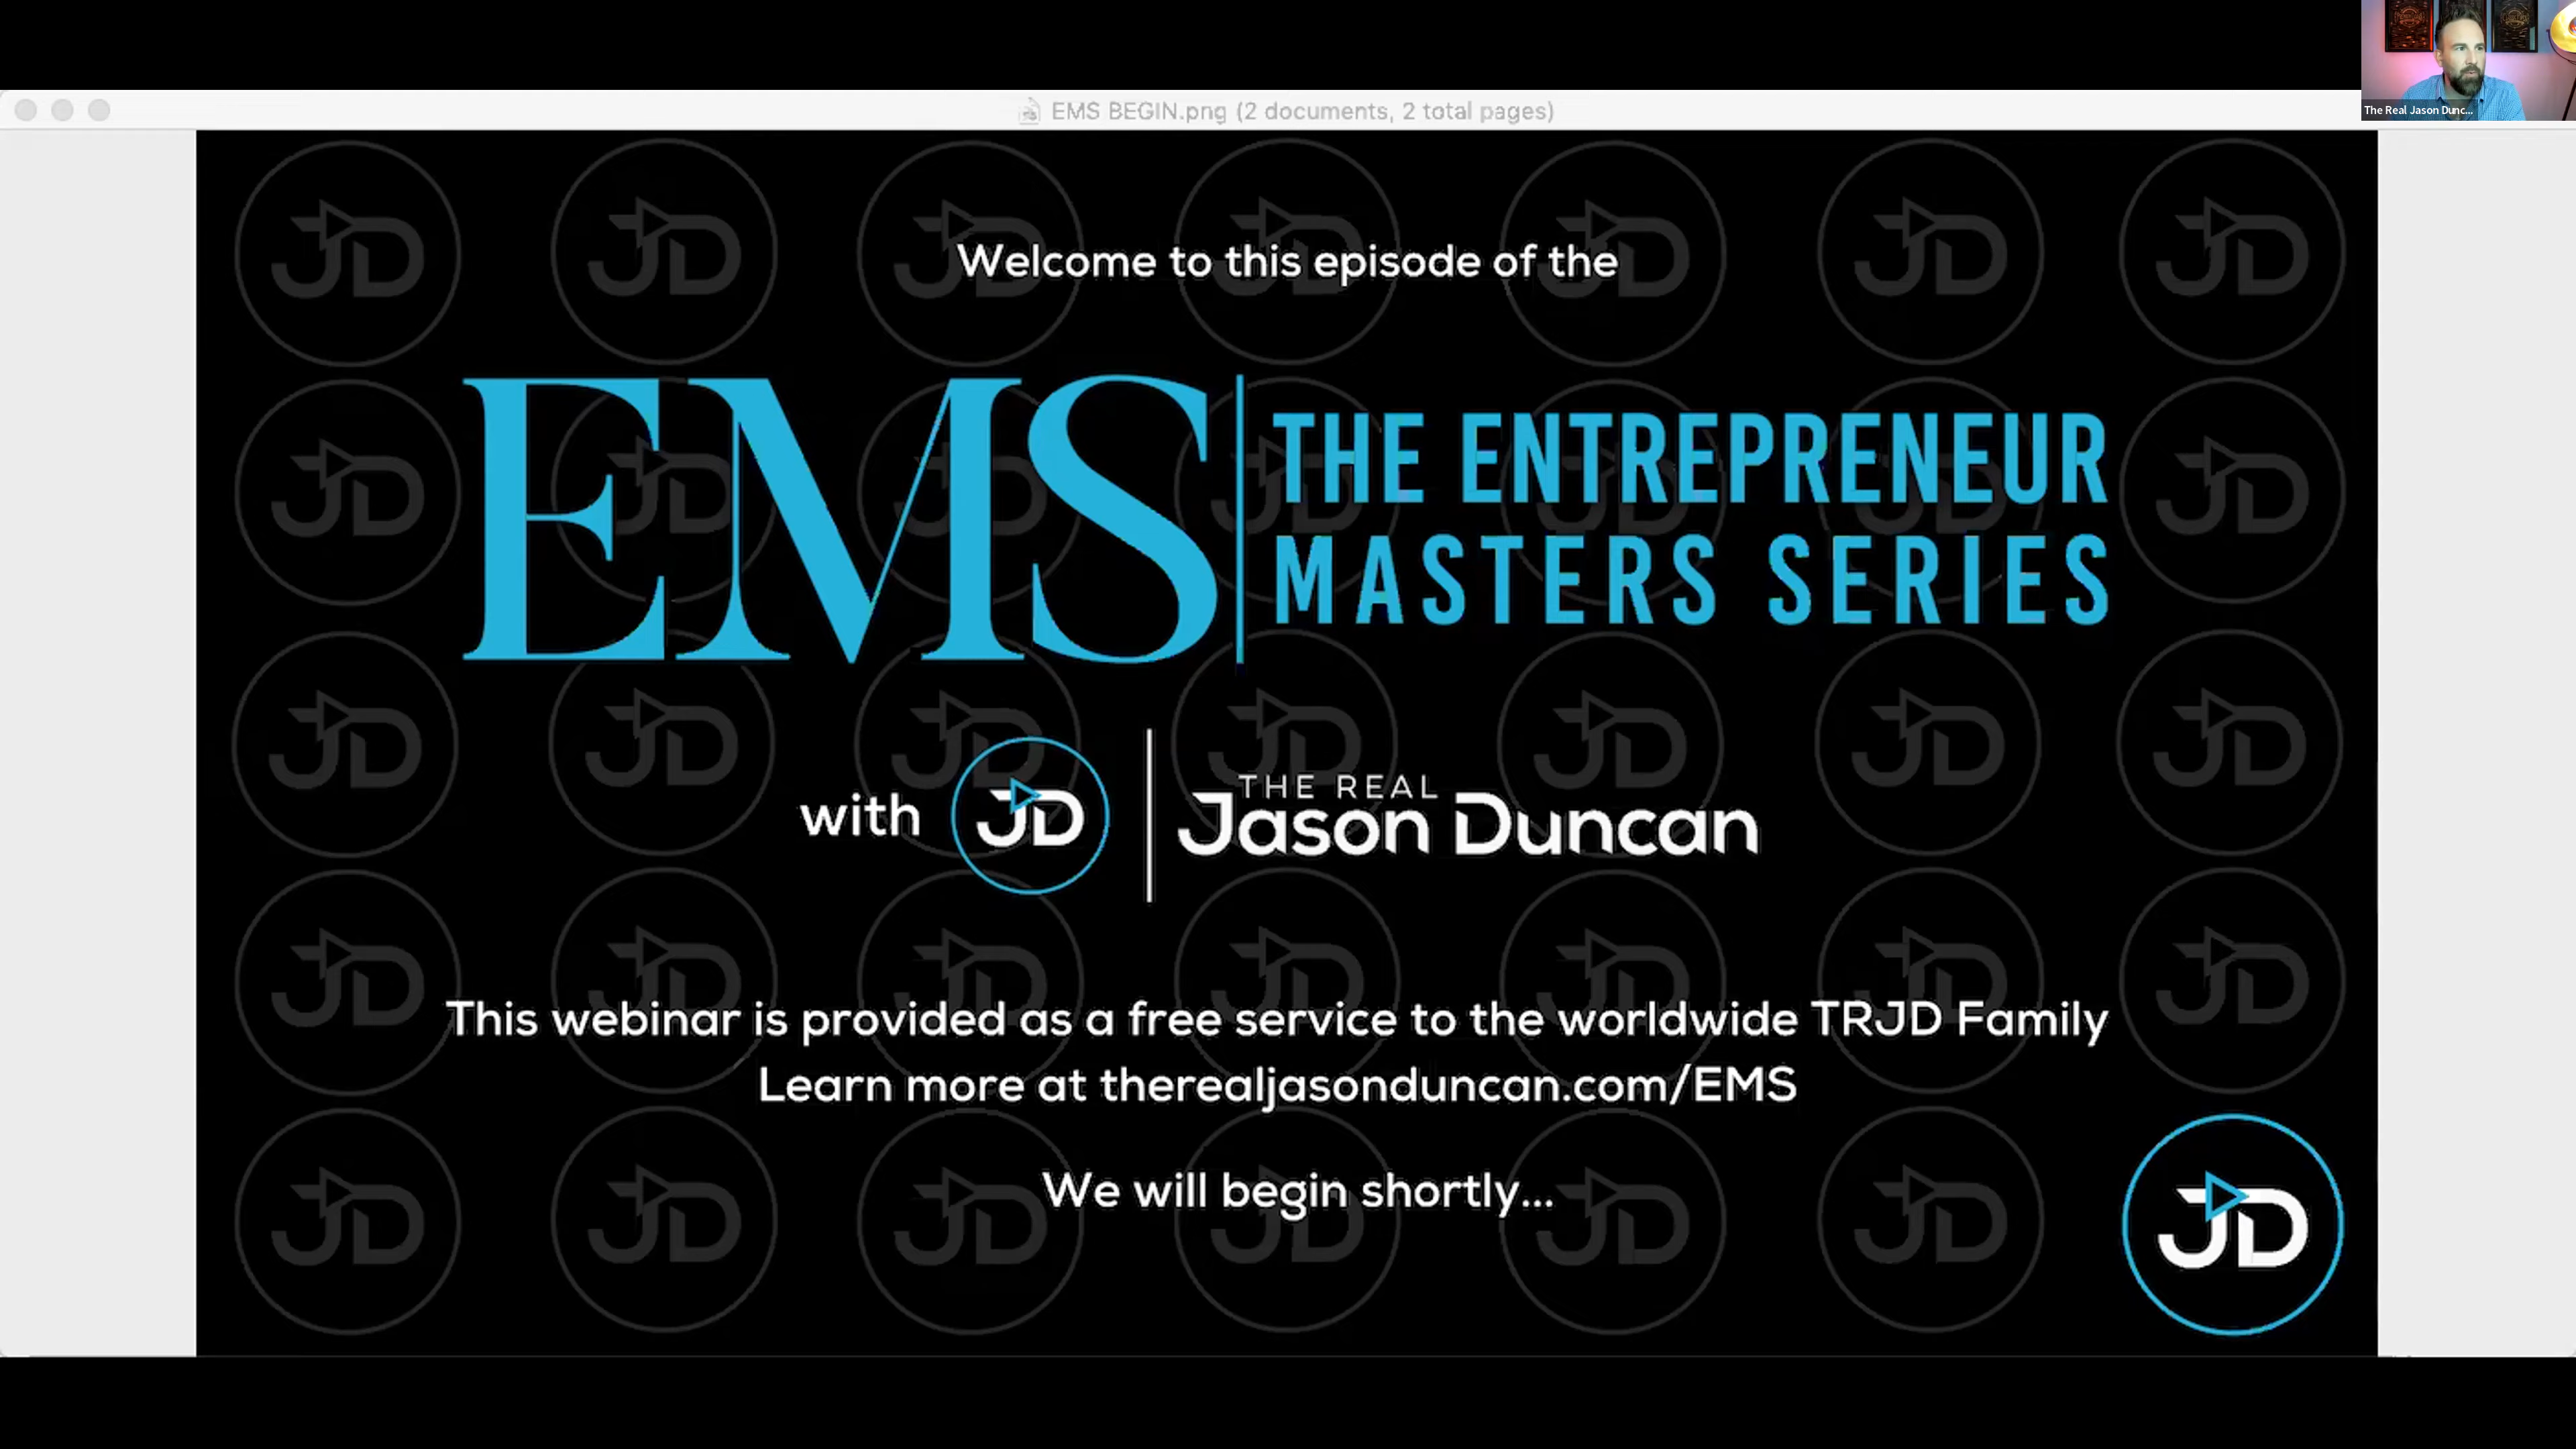 The Real Jason Dunc...
EMS BEGIN.png (2 documents, 2 total pages)
Welcome to this episode of the
EMS
THE ENTREPRENEUR
MASTERS SERIES
with
JD
THE REAL
Jason Duncan
This webinar is provided as a free service to the worldwide TRJD Family
Learn more at therealjasonduncan.com/EMS
We will begin shortly...
JD